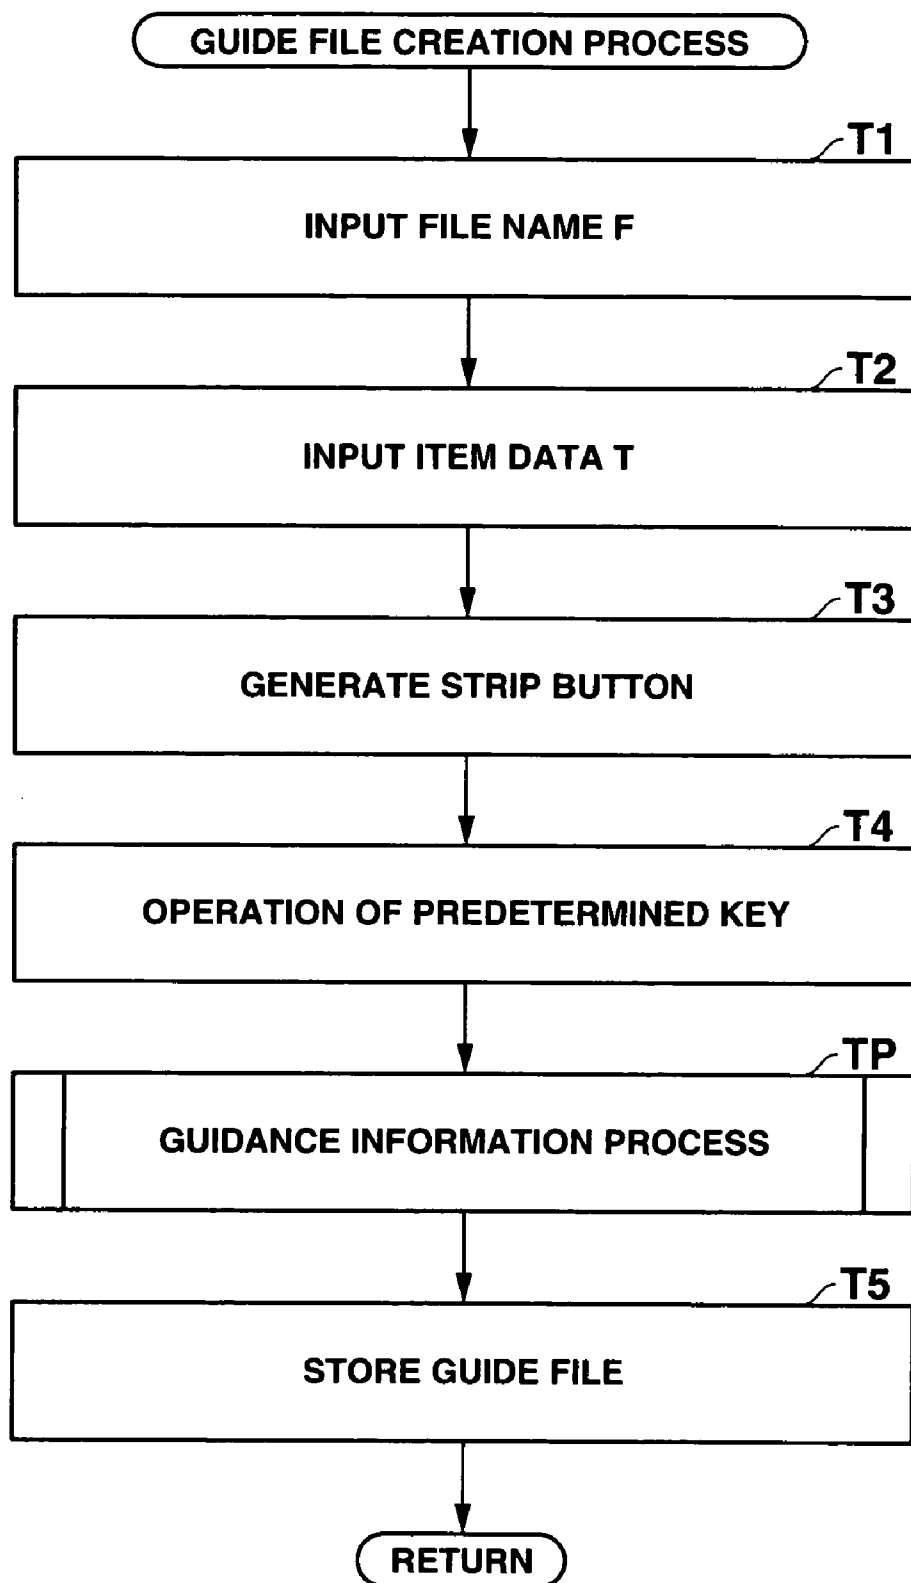 GUIDE FILE CREATION PROCESS
T1
INPUT FILE NAME F
T2
INPUT ITEM DATA T
T3
GENERATE STRIP BUTTON
T4
OPERATION OF PREDETERMINED KEY
TP
GUIDANCE INFORMATION PROCESS
T5
STORE GUIDE FILE
RETURN